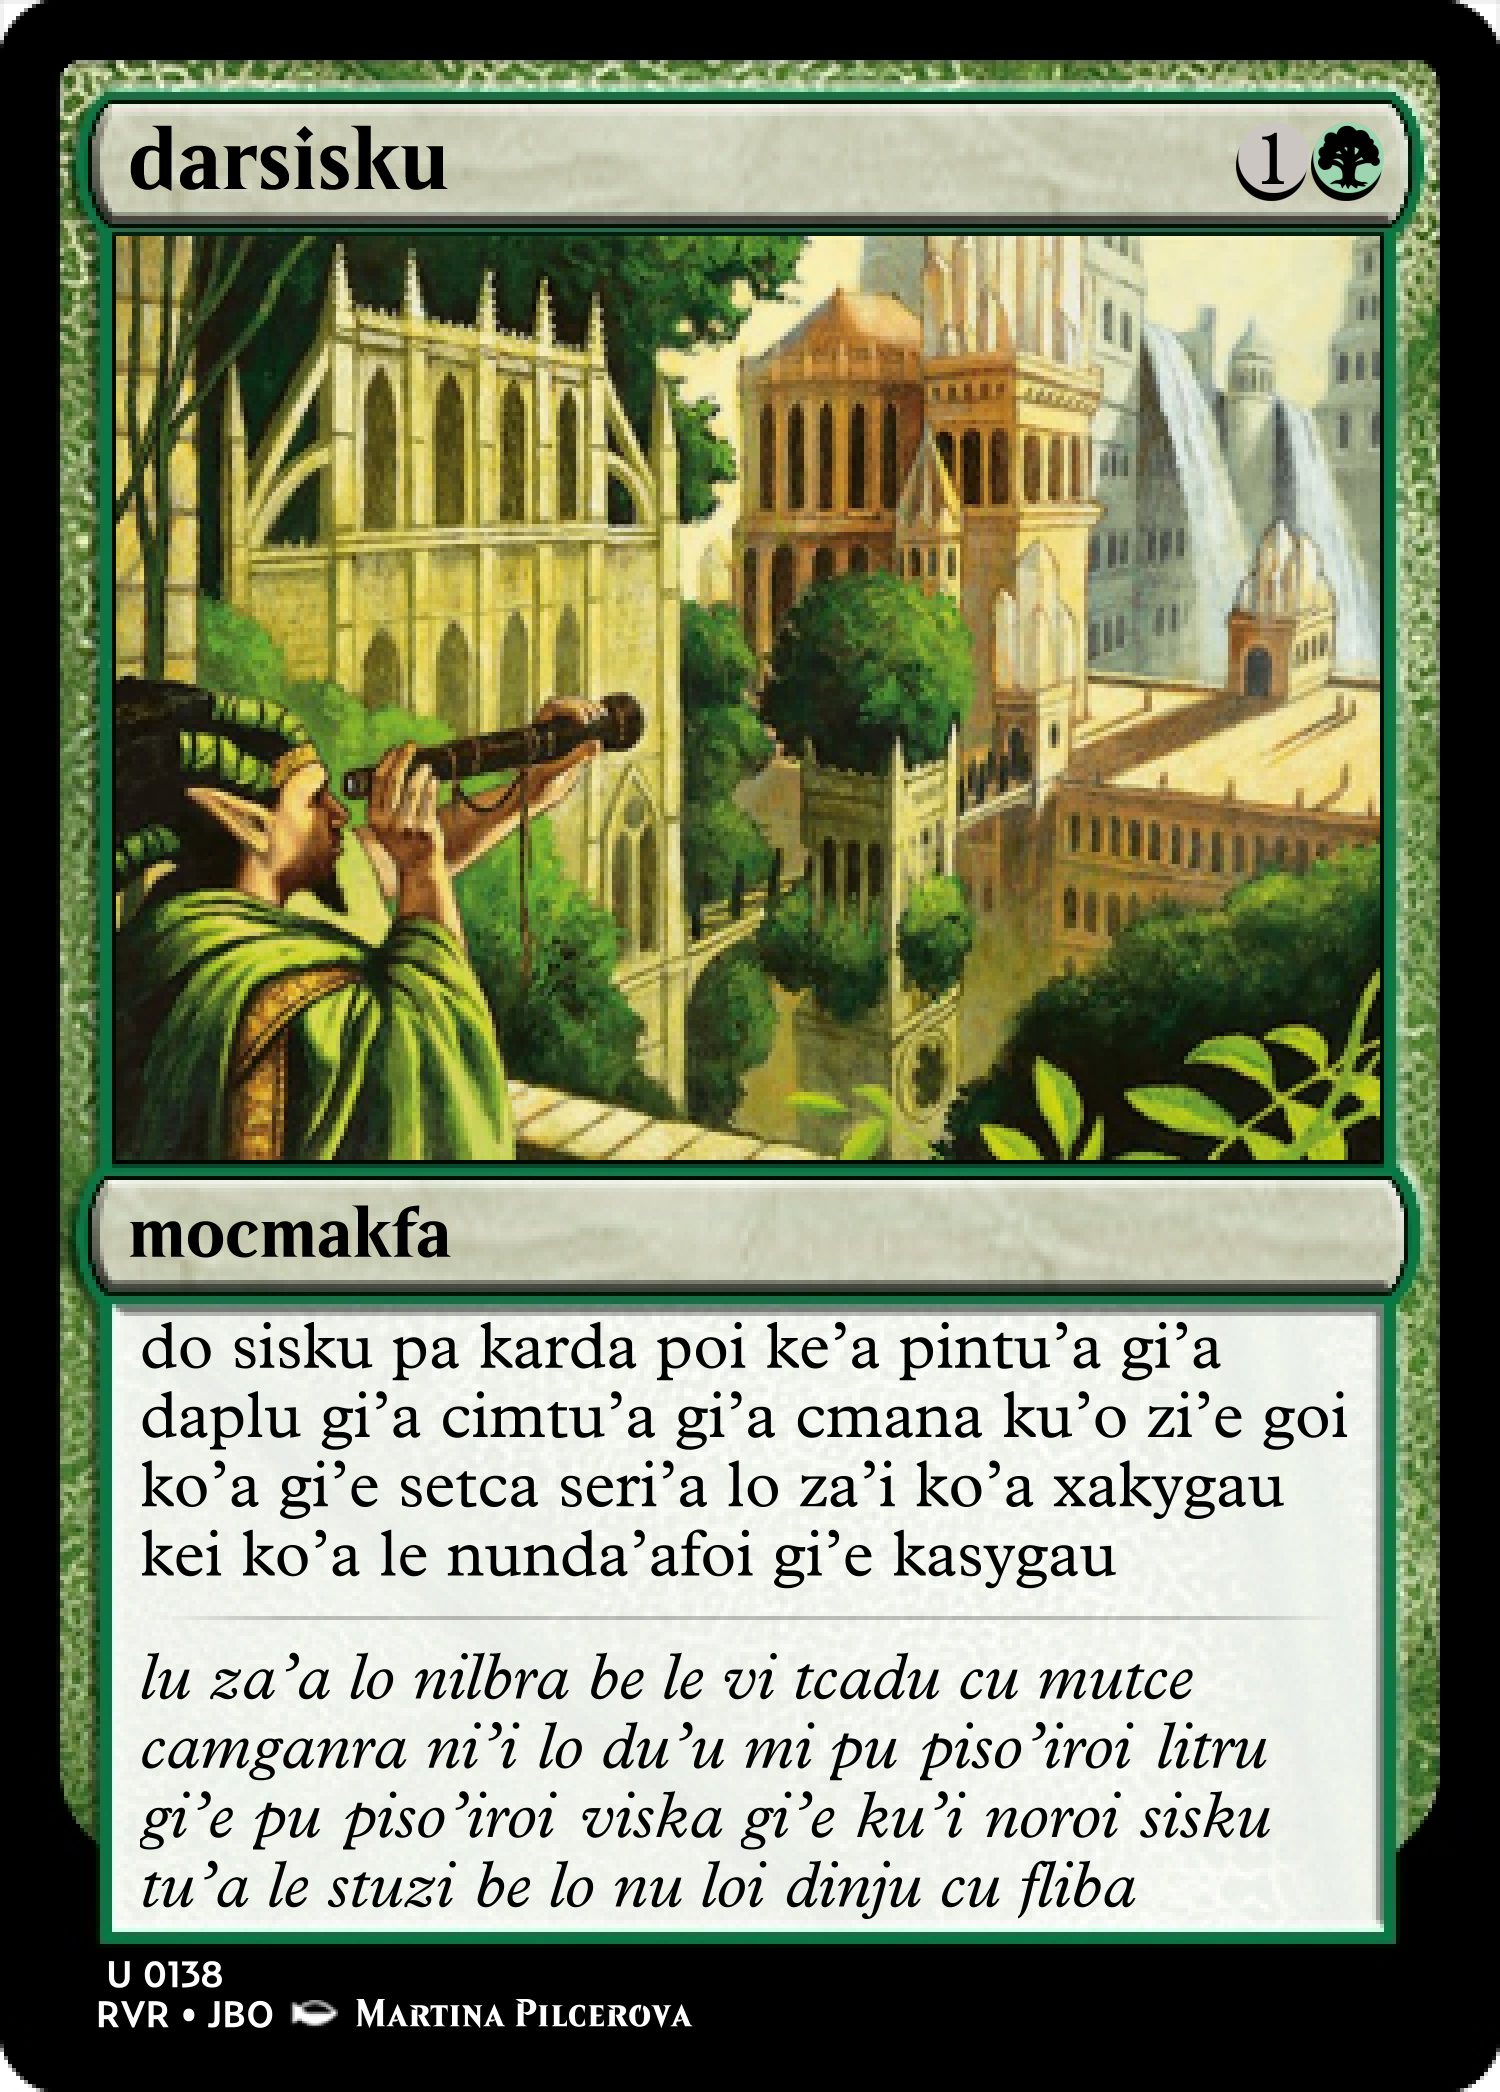 darsisku
1
mocmakfa
do sisku pa karda poi ke’a pintu’a gi’a
daplu gi’a cimtu’a gi’a cmana ku’o zi’e goi
ko’a gi’e setca seri’a lo za’i ko’a xakygau
kei ko’a le nunda’afoi gi’e kasygau
lu za’a lo nilbra be le vi tcadu cu mutce
camganra ni’i lo du’u mi pu piso’iroi litru
gi’e pu piso’iroi viska gi’e ku’i noroi sisku
tu’a le stuzi be lo nu loi dinju cu fliba
U 0138
RVR • JBO Martina Pilcerova